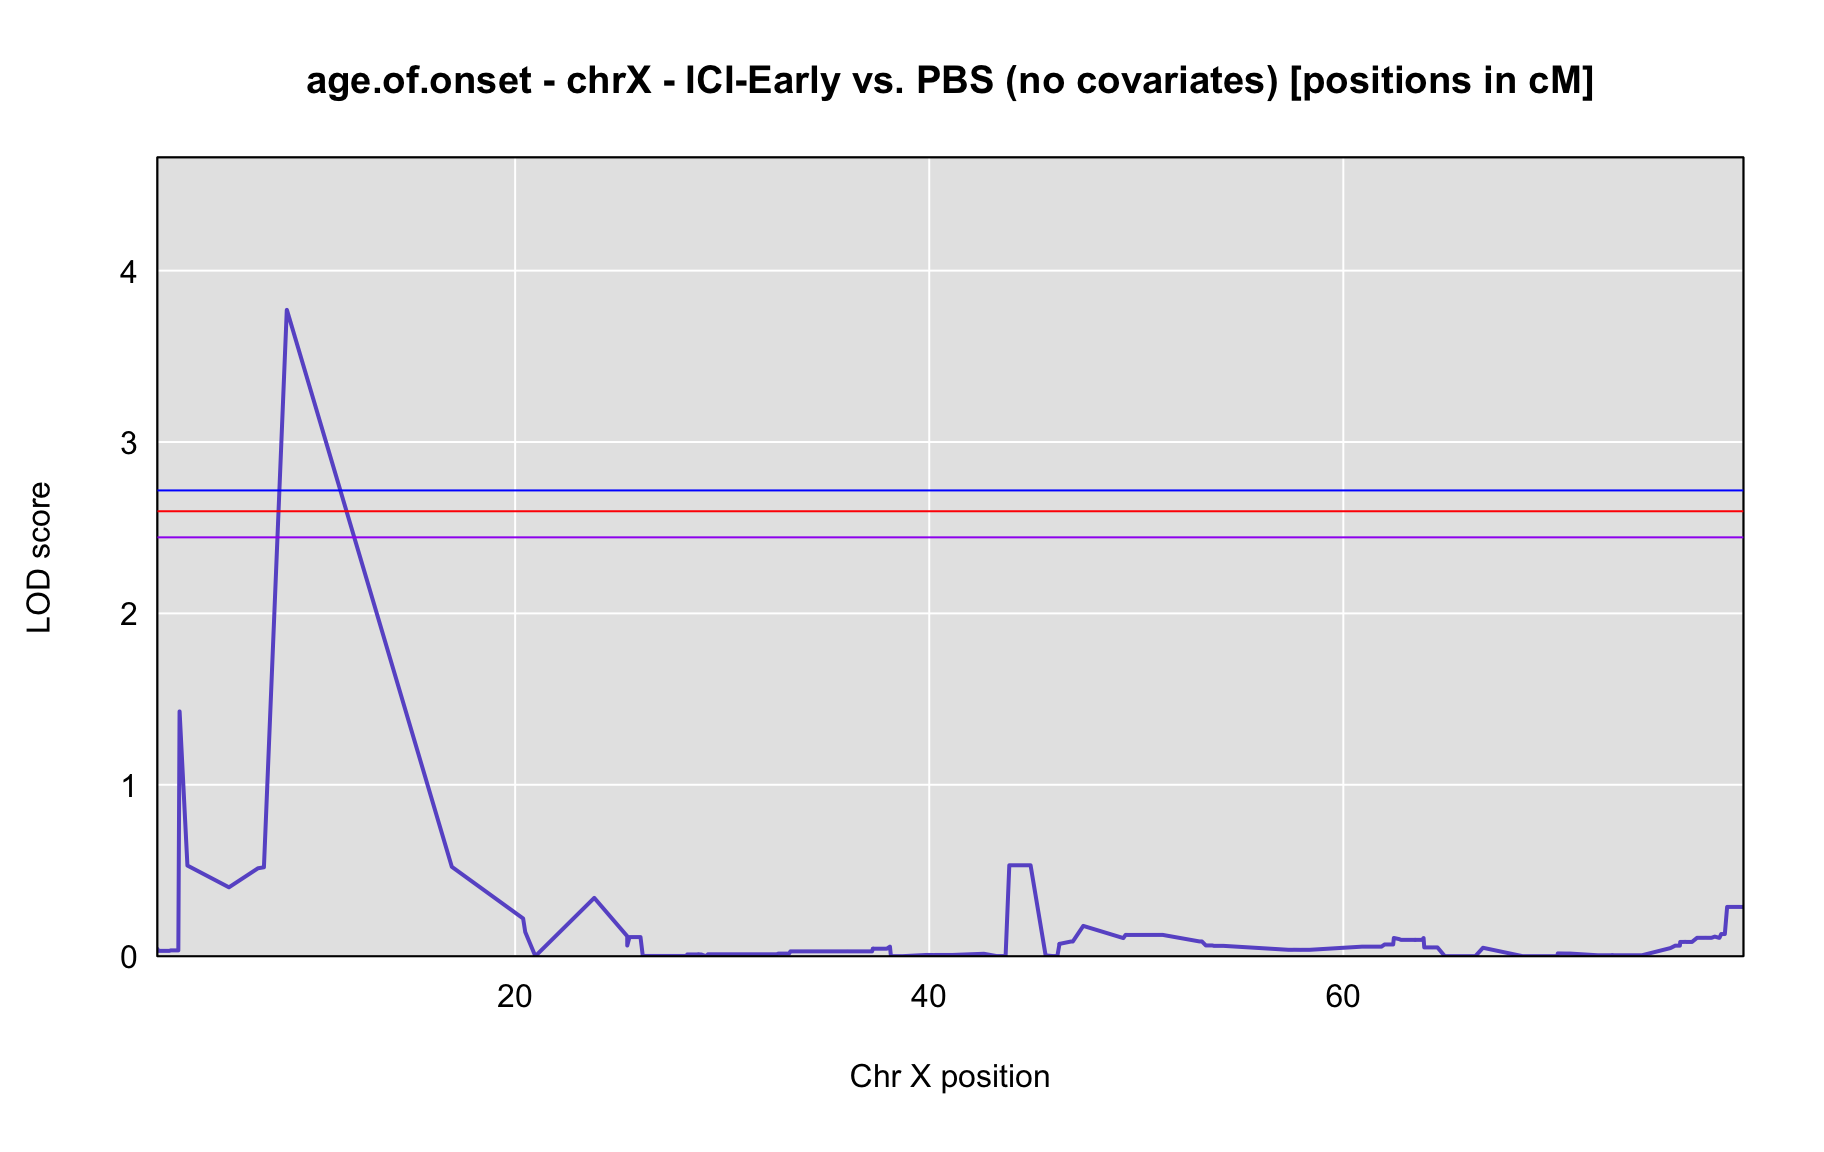 age.of.onset - chrX - ICI-Early vs. PBS (no covariates) [positions in cM]
LOD score
4
3
2
1
0
20 40 60
Chr X position